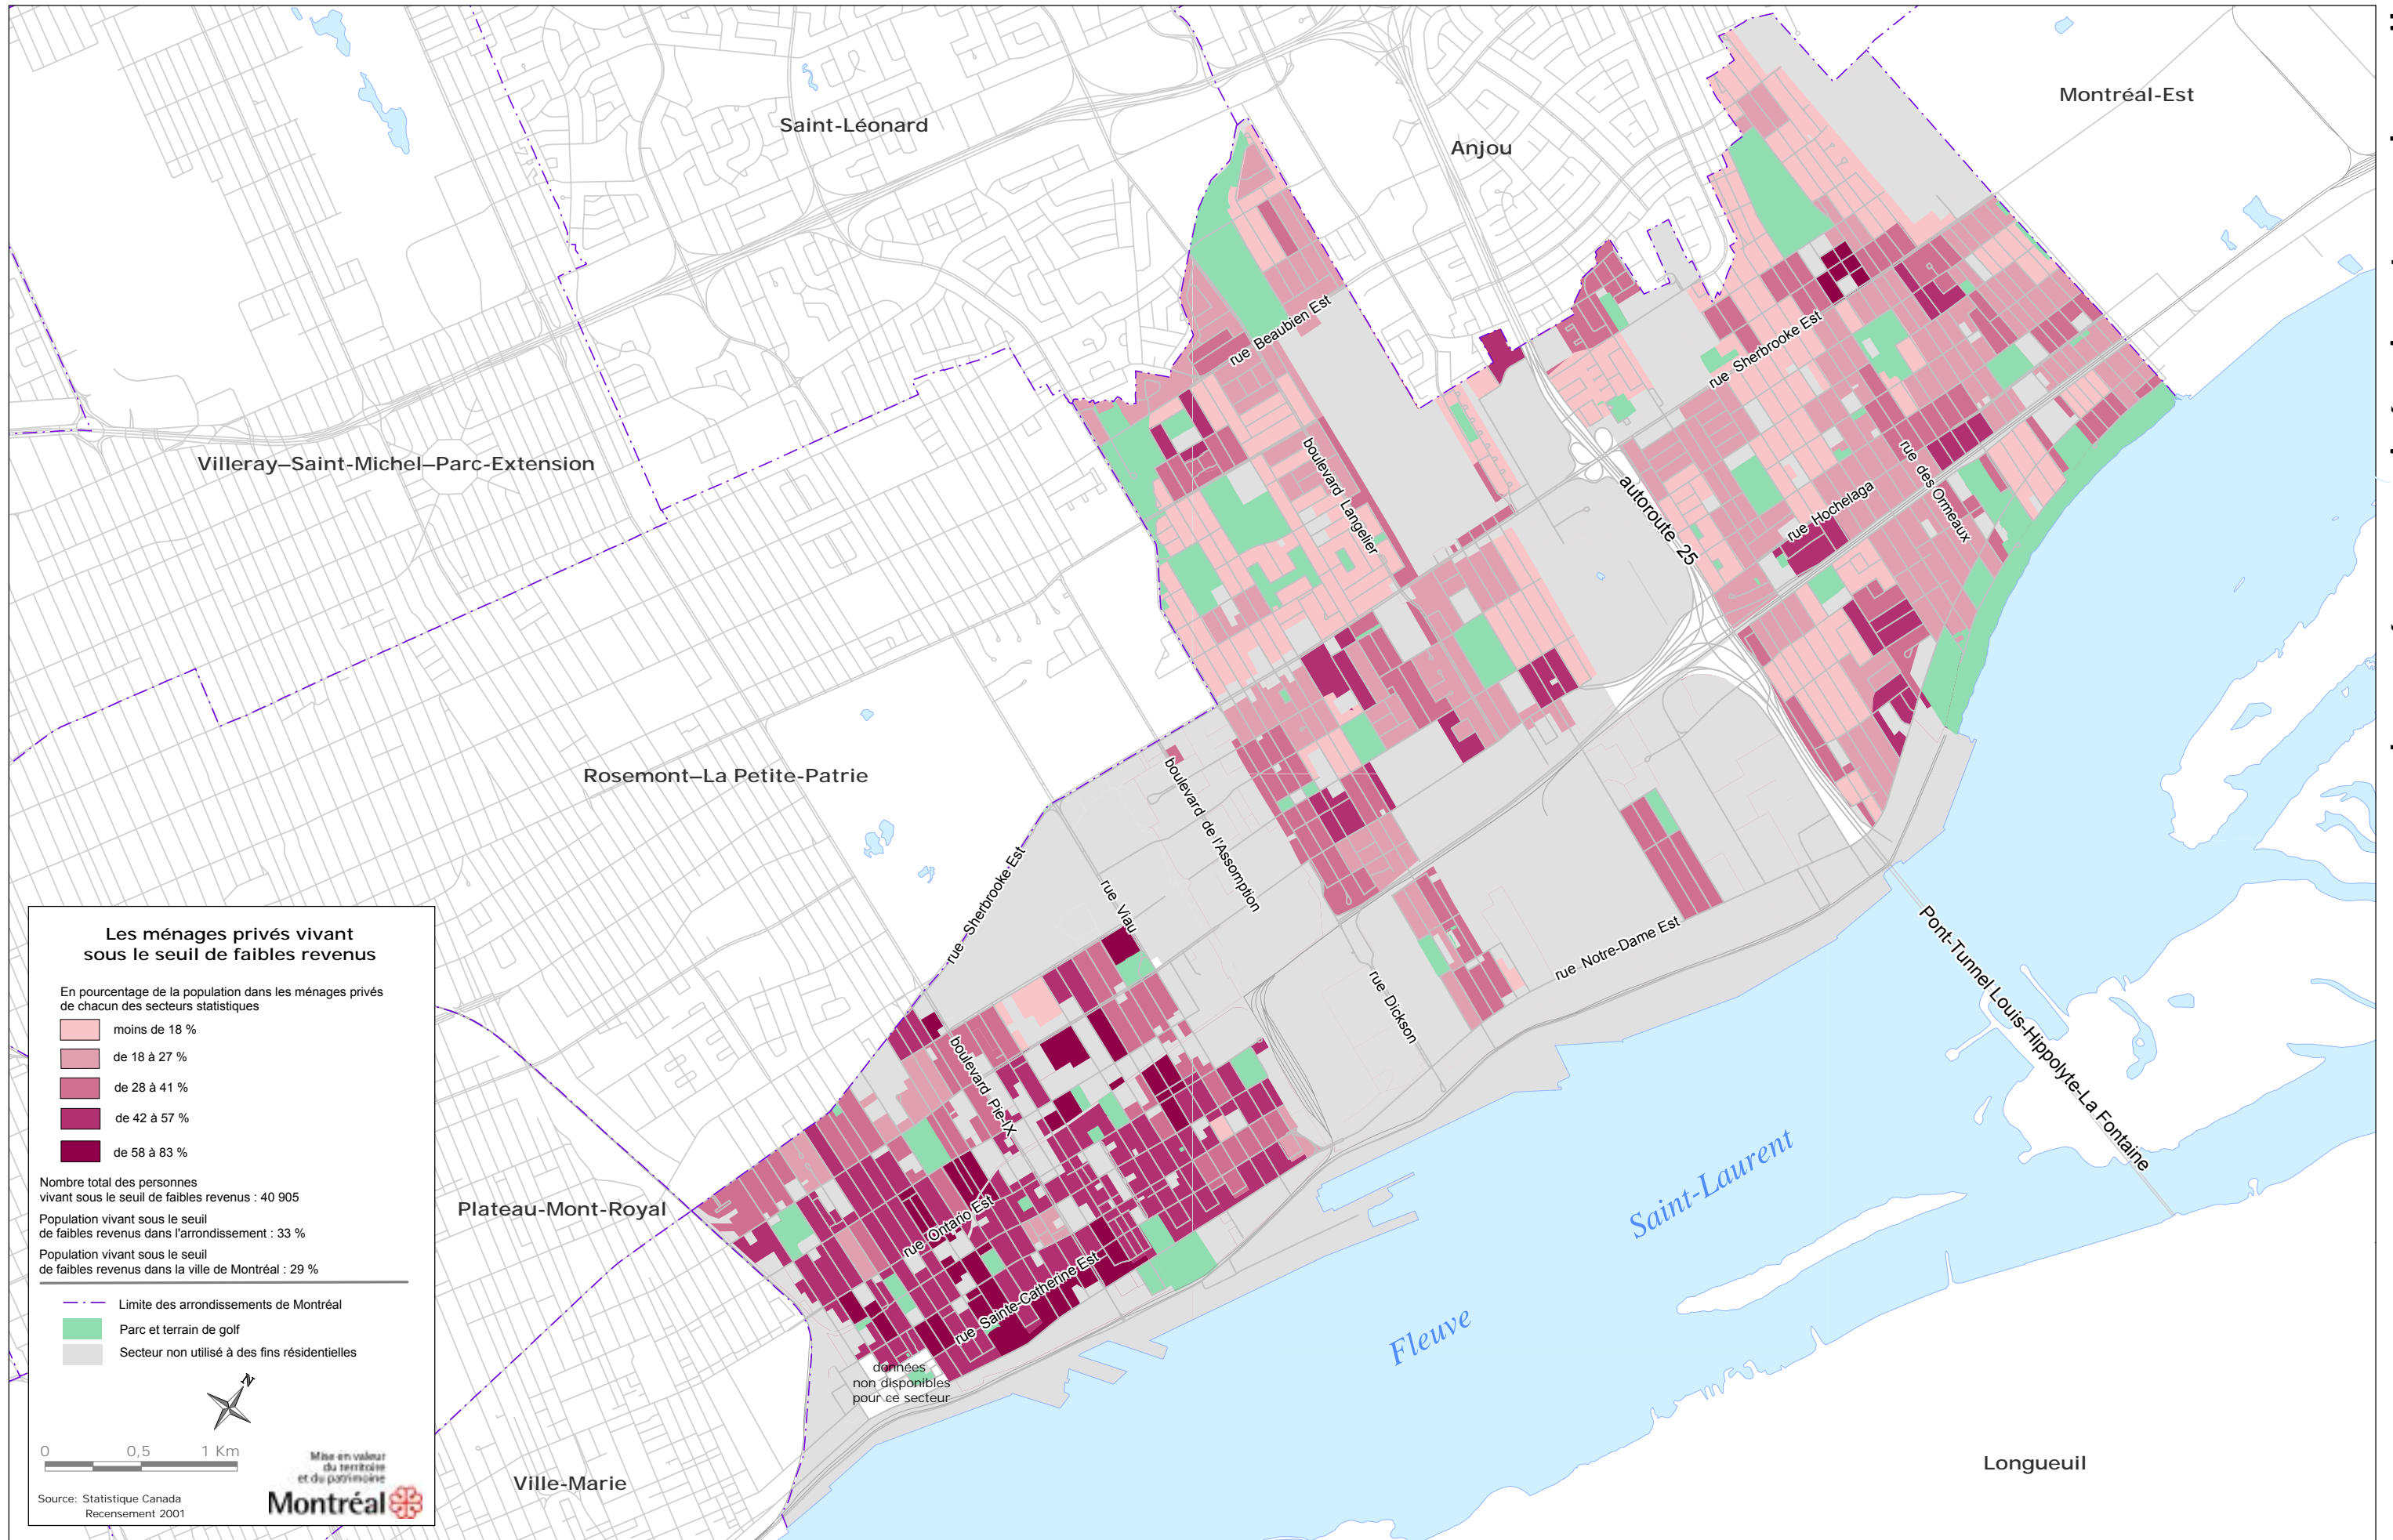 Montréal-Est
Saint-Léonard
Anjou
rue Beaubien Est
rue Sherbrooke Est
boulevard Langelier
Villeray–Saint-Michel–Parc-Extension
autoroute 25
rue Hochelaga
rue des Ormeaux
Rosemont–La Petite-Patrie
boulevard de l'Assomption
rue Sherbrooke Est
rue Viau
rue Dickson
rue Notre-Dame Est
Pont-Tunnel Louis-Hippolyte-La Fontaine
boulevard Pie-IX
Plateau-Mont-Royal
rue Ontario Est
rue Sainte-Catherine Est
données
non disponibles
pour ce secteur
Fleuve
Saint-Laurent
Ville-Marie
Longueuil
Les ménages privés vivant
sous le seuil de faibles revenus
En pourcentage de la population dans les ménages privés
de chacun des secteurs statistiques
moins de 18 %
de 18 à 27 %
de 28 à 41 %
de 42 à 57 %
de 58 à 83 %
Nombre total des personnes
vivant sous le seuil de faibles revenus : 40 905
Population vivant sous le seuil
de faibles revenus dans l'arrondissement : 33 %
Population vivant sous le seuil
de faibles revenus dans la ville de Montréal : 29 %
Limite des arrondissements de Montréal
Parc et terrain de golf
Secteur non utilisé à des fins résidentielles
N
0 0,5 1 Km
Mise en valeur
du territoire
et du patrimoine
Montréal
Source: Statistique Canada
Recensement 2001